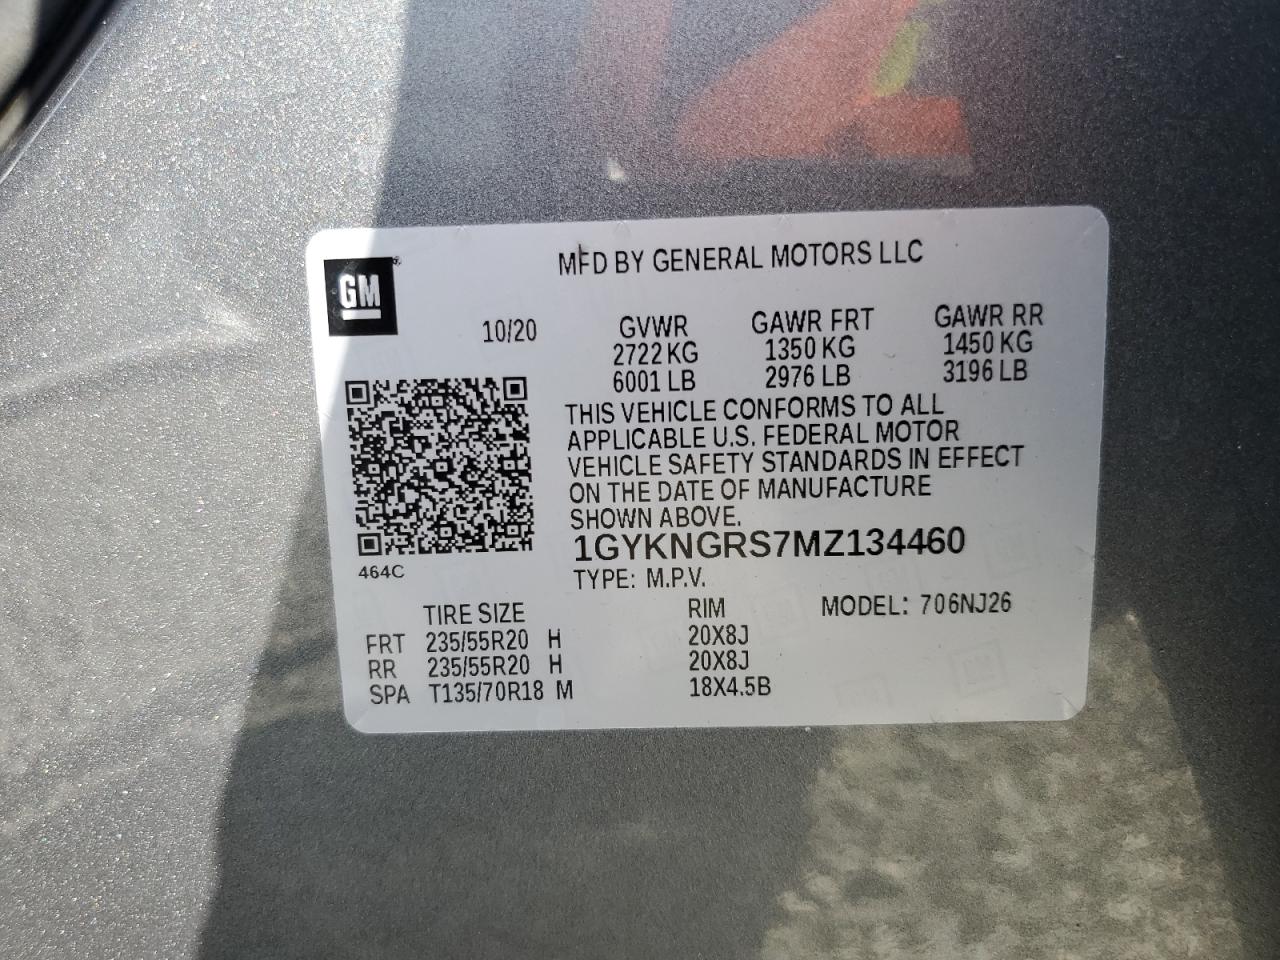 GM
MFD BY GENERAL MOTORS LLC
10/20
GVWR GAWR FRT GAWR RR
2722 KG 1350 KG 1450 KG
6001 LB 2976 LB 3196 LB
THIS VEHICLE CONFORMS TO ALL
APPLICABLE U.S. FEDERAL MOTOR
VEHICLE SAFETY STANDARDS IN EFFECT
ON THE DATE OF MANUFACTURE
SHOWN ABOVE.
1GYKNGRS7MZ134460
464C
TYPE: M.P.V.
TIRE SIZE RIM MODEL: 706NJ26
FRT 235/55R20 H 20X8J
RR 235/55R20 H 20X8J
SPA T135/70R18 M 18X4.5B